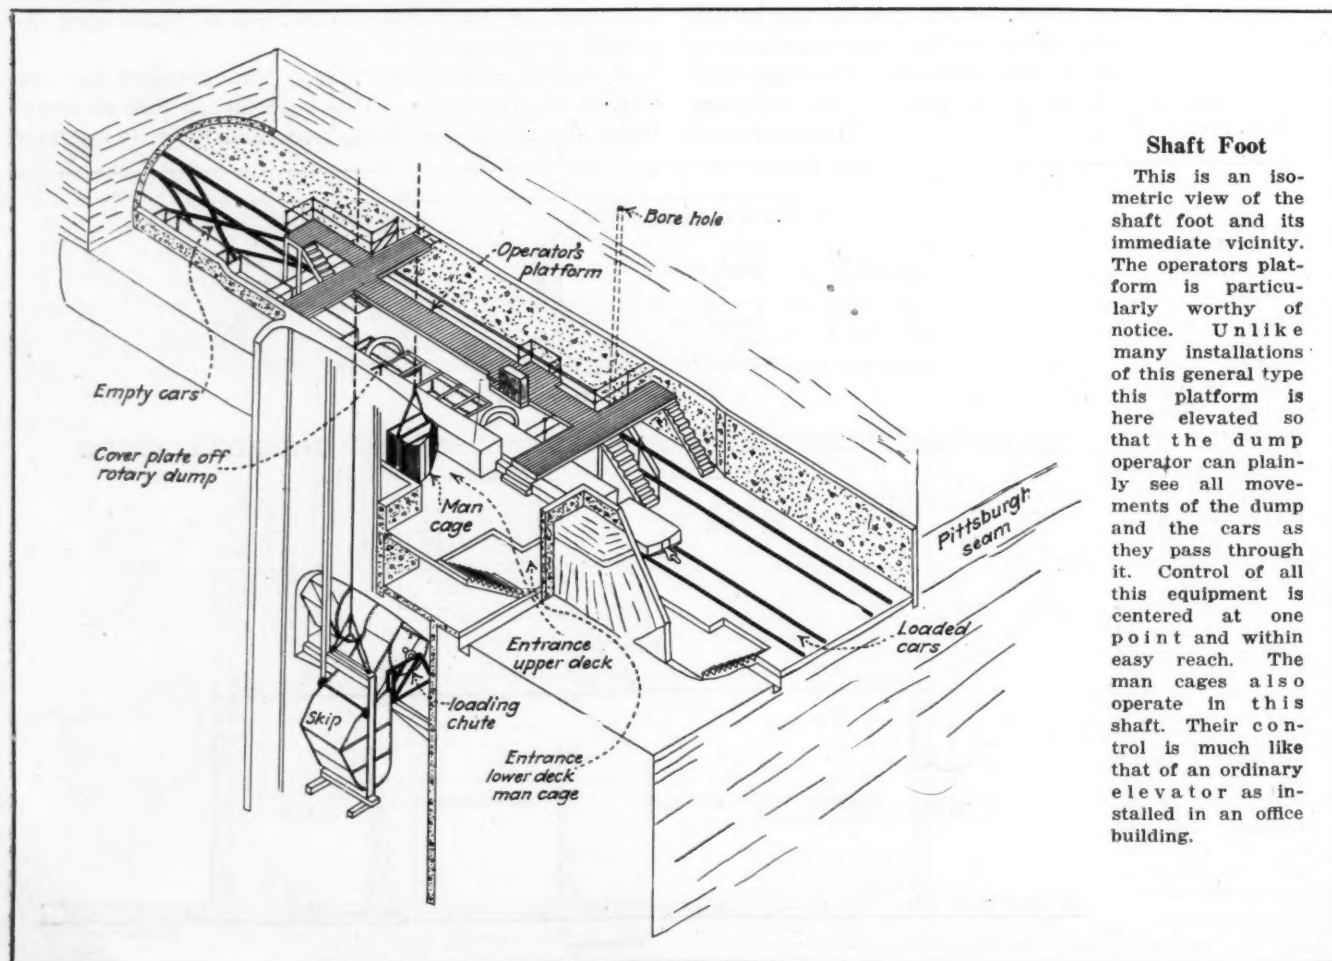 Bore hole
Operator's
platform
Empty cars
Cover plate off
rotary dump
Man
cage
Pittsburgh
seam
Entrance
upper deck
Loaded
cars
loading
chute
Skip
Entrance
lower deck
man cage
Shaft Foot
This is an iso-
metric view of the
shaft foot and its
immediate vicinity.
The operators plat-
form is particu-
larly worthy of
notice. Unlike
many installations
of this general type
this platform is
here elevated so
that the dump
operator can plain-
ly see all move-
ments of the dump
and the cars as
they pass through
it. Control of all
this equipment is
centered at one
point and within
easy reach. The
man cages also
operate in this
shaft. Their con-
trol is much like
that of an ordinary
elevator as in-
stalled in an office
building.